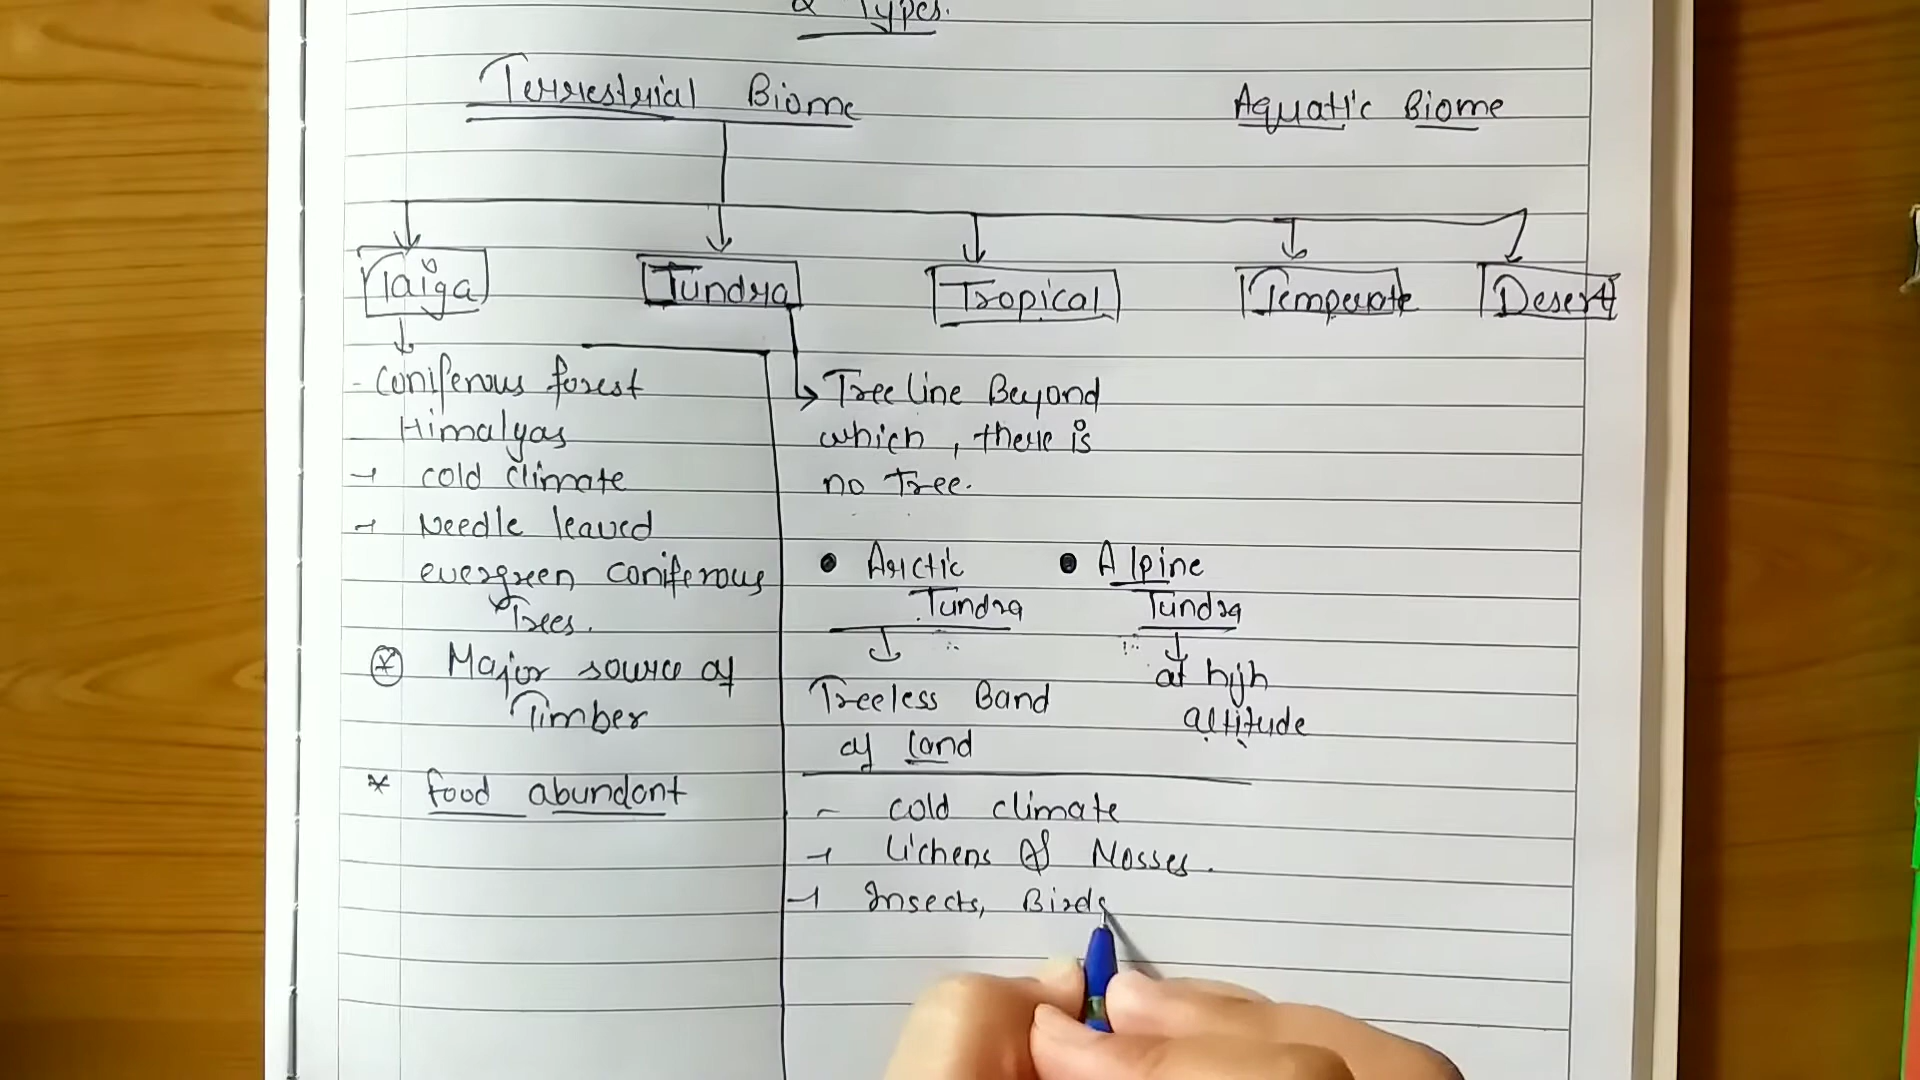 & Types.
Terrestrial Biome
Aquatic Biome
Taiga
Tundra
Tropical
Temperate
Desert
- Coniferous forest
Himalyas
→ cold climate
→ Needle leaved
evergreen coniferous
Trees.
* Major source of
Timber
* food abundant
Tree line Beyond
which, there is
no Tree.
• Arctic
Tundra
• Alpine
Tundra
Treeless Band
of land
at high
altitude
- cold climate
→ Lichens & Mosses.
→ Insects, Birds